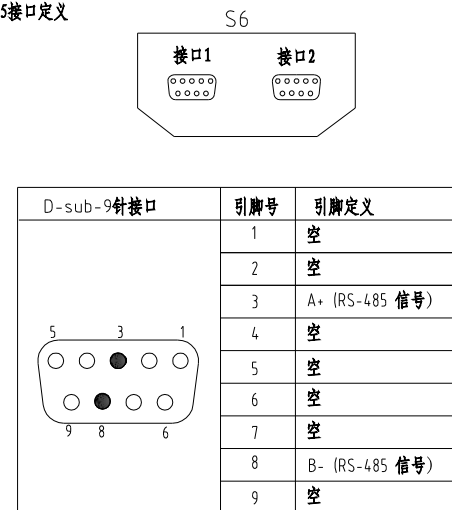 5接口定义
S6
接口1 接口2
D-sub-9针接口 引脚号 引脚定义
1 空
2 空
3 A+ (RS-485 信号)
4 空
5 空
6 空
7 空
8 B- (RS-485 信号)
9 空
5 3 1
9 8 6